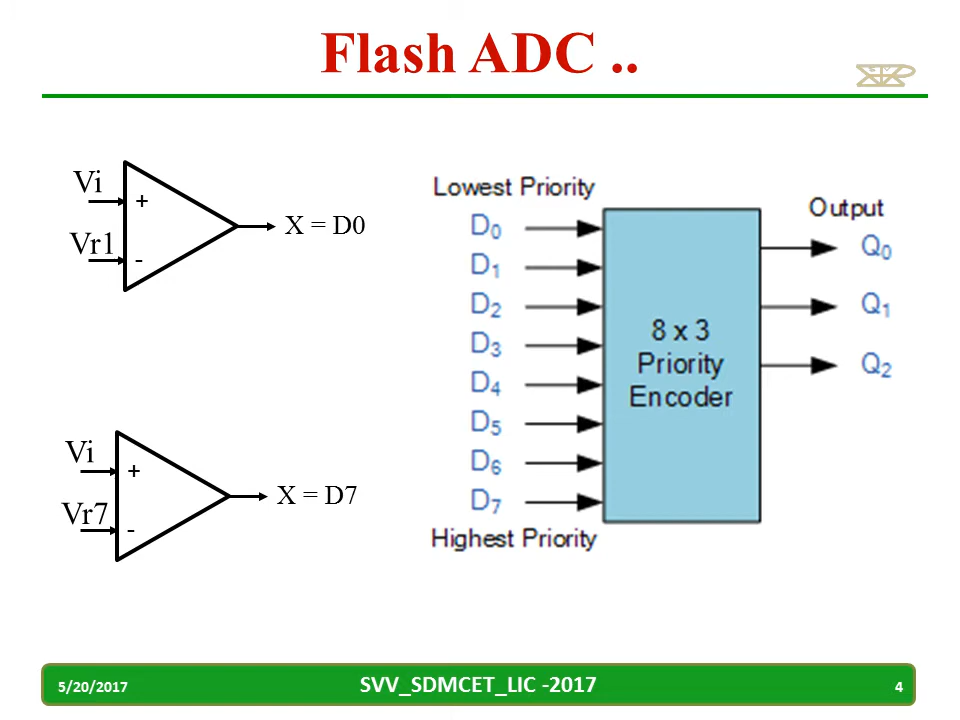 Flash ADC ..
Vi
+
Vr1
-
X = D0
Vi
+
Vr7
-
X = D7
Lowest Priority
D0
D1
D2
D3
D4
D5
D6
D7
Highest Priority
8 x 3
Priority
Encoder
Output
Q0
Q1
Q2
5/20/2017
SVV_SDMCET_LIC -2017
4